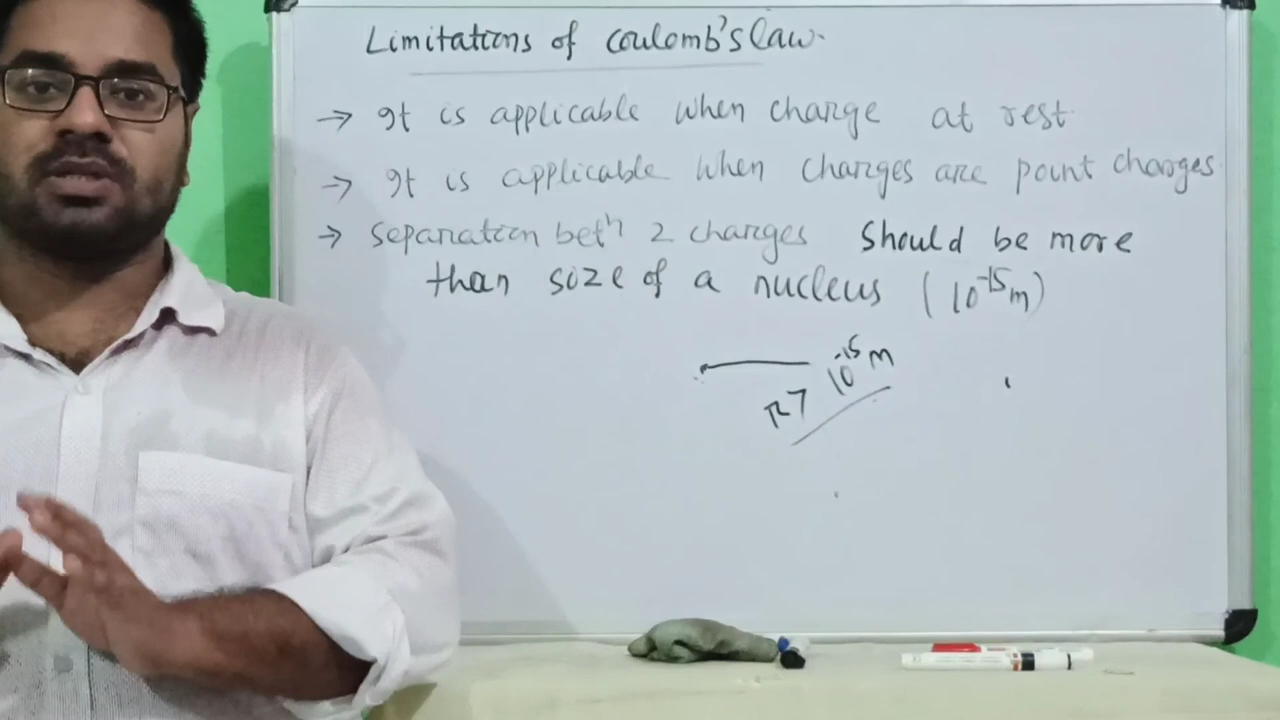 Limitations of coulomb's law.
→ It is applicable when charge at rest.
→ It is applicable when charges are point charges.
→ separation betn 2 charges should be more
than size of a nucleus (10⁻¹⁵m)
r > 10⁻¹⁵ m